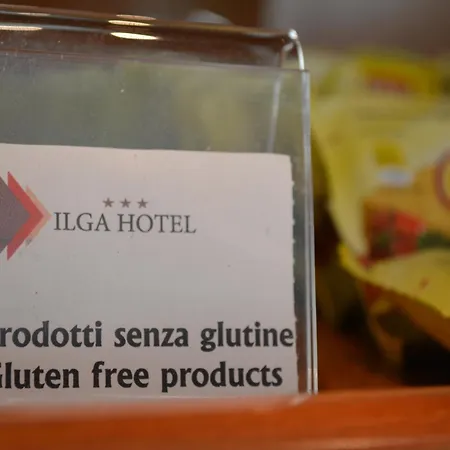 ★★★
ILGA HOTEL
rodotti senza glutine
Gluten free products